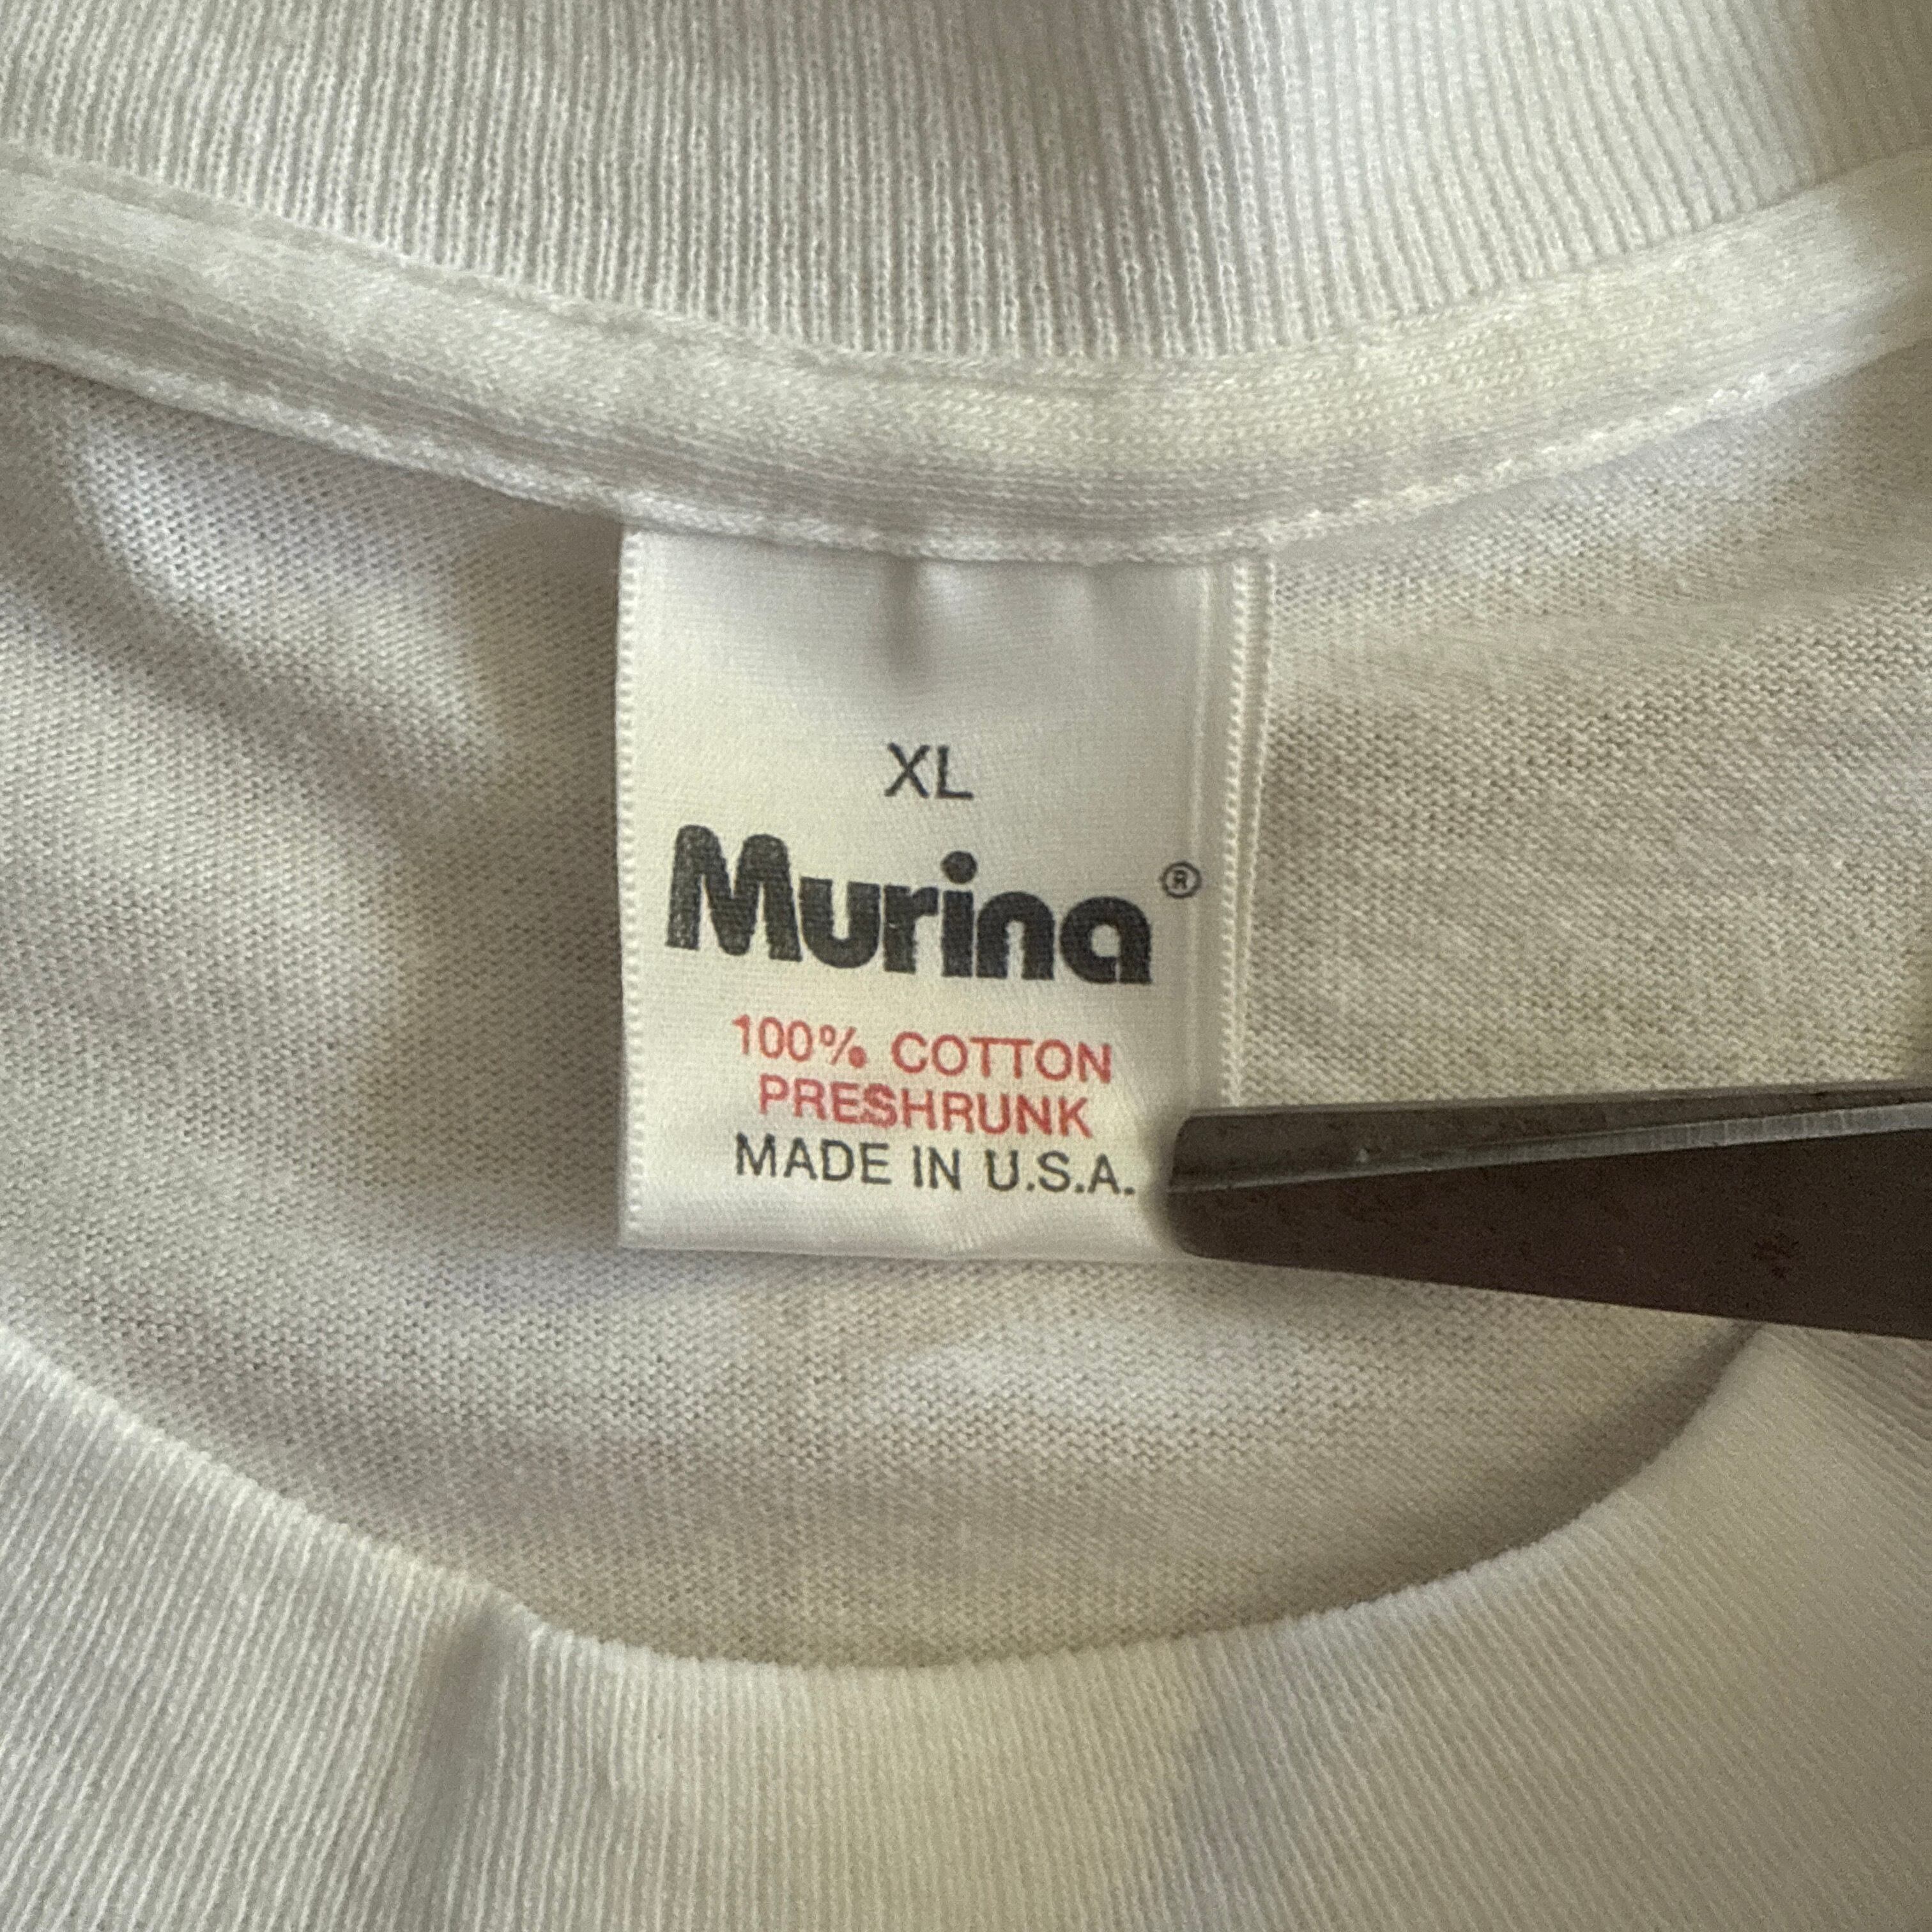 XL
Murina®
100% COTTON
PRESHRUNK
MADE IN U.S.A.